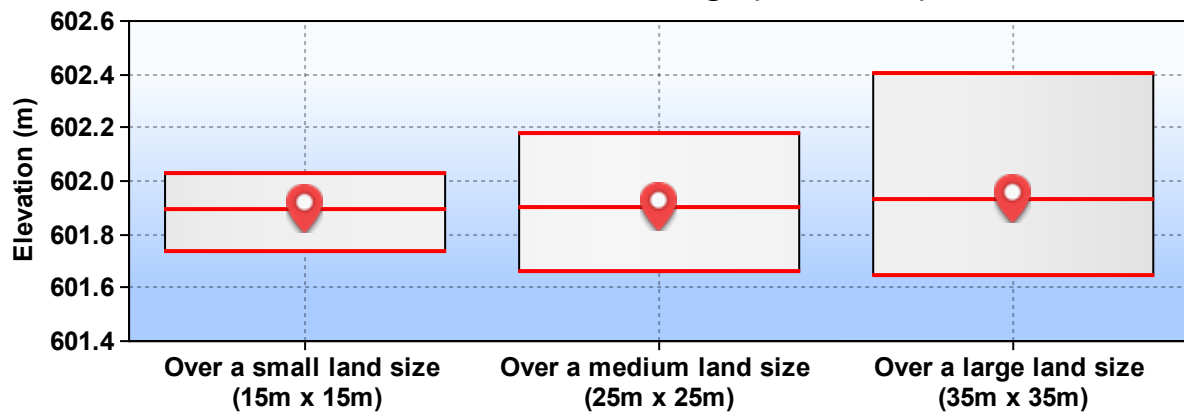 602.6
602.4
602.2
602.0
601.8
601.6
601.4
Elevation (m)
Over a small land size
(15m x 15m)
Over a medium land size
(25m x 25m)
Over a large land size
(35m x 35m)